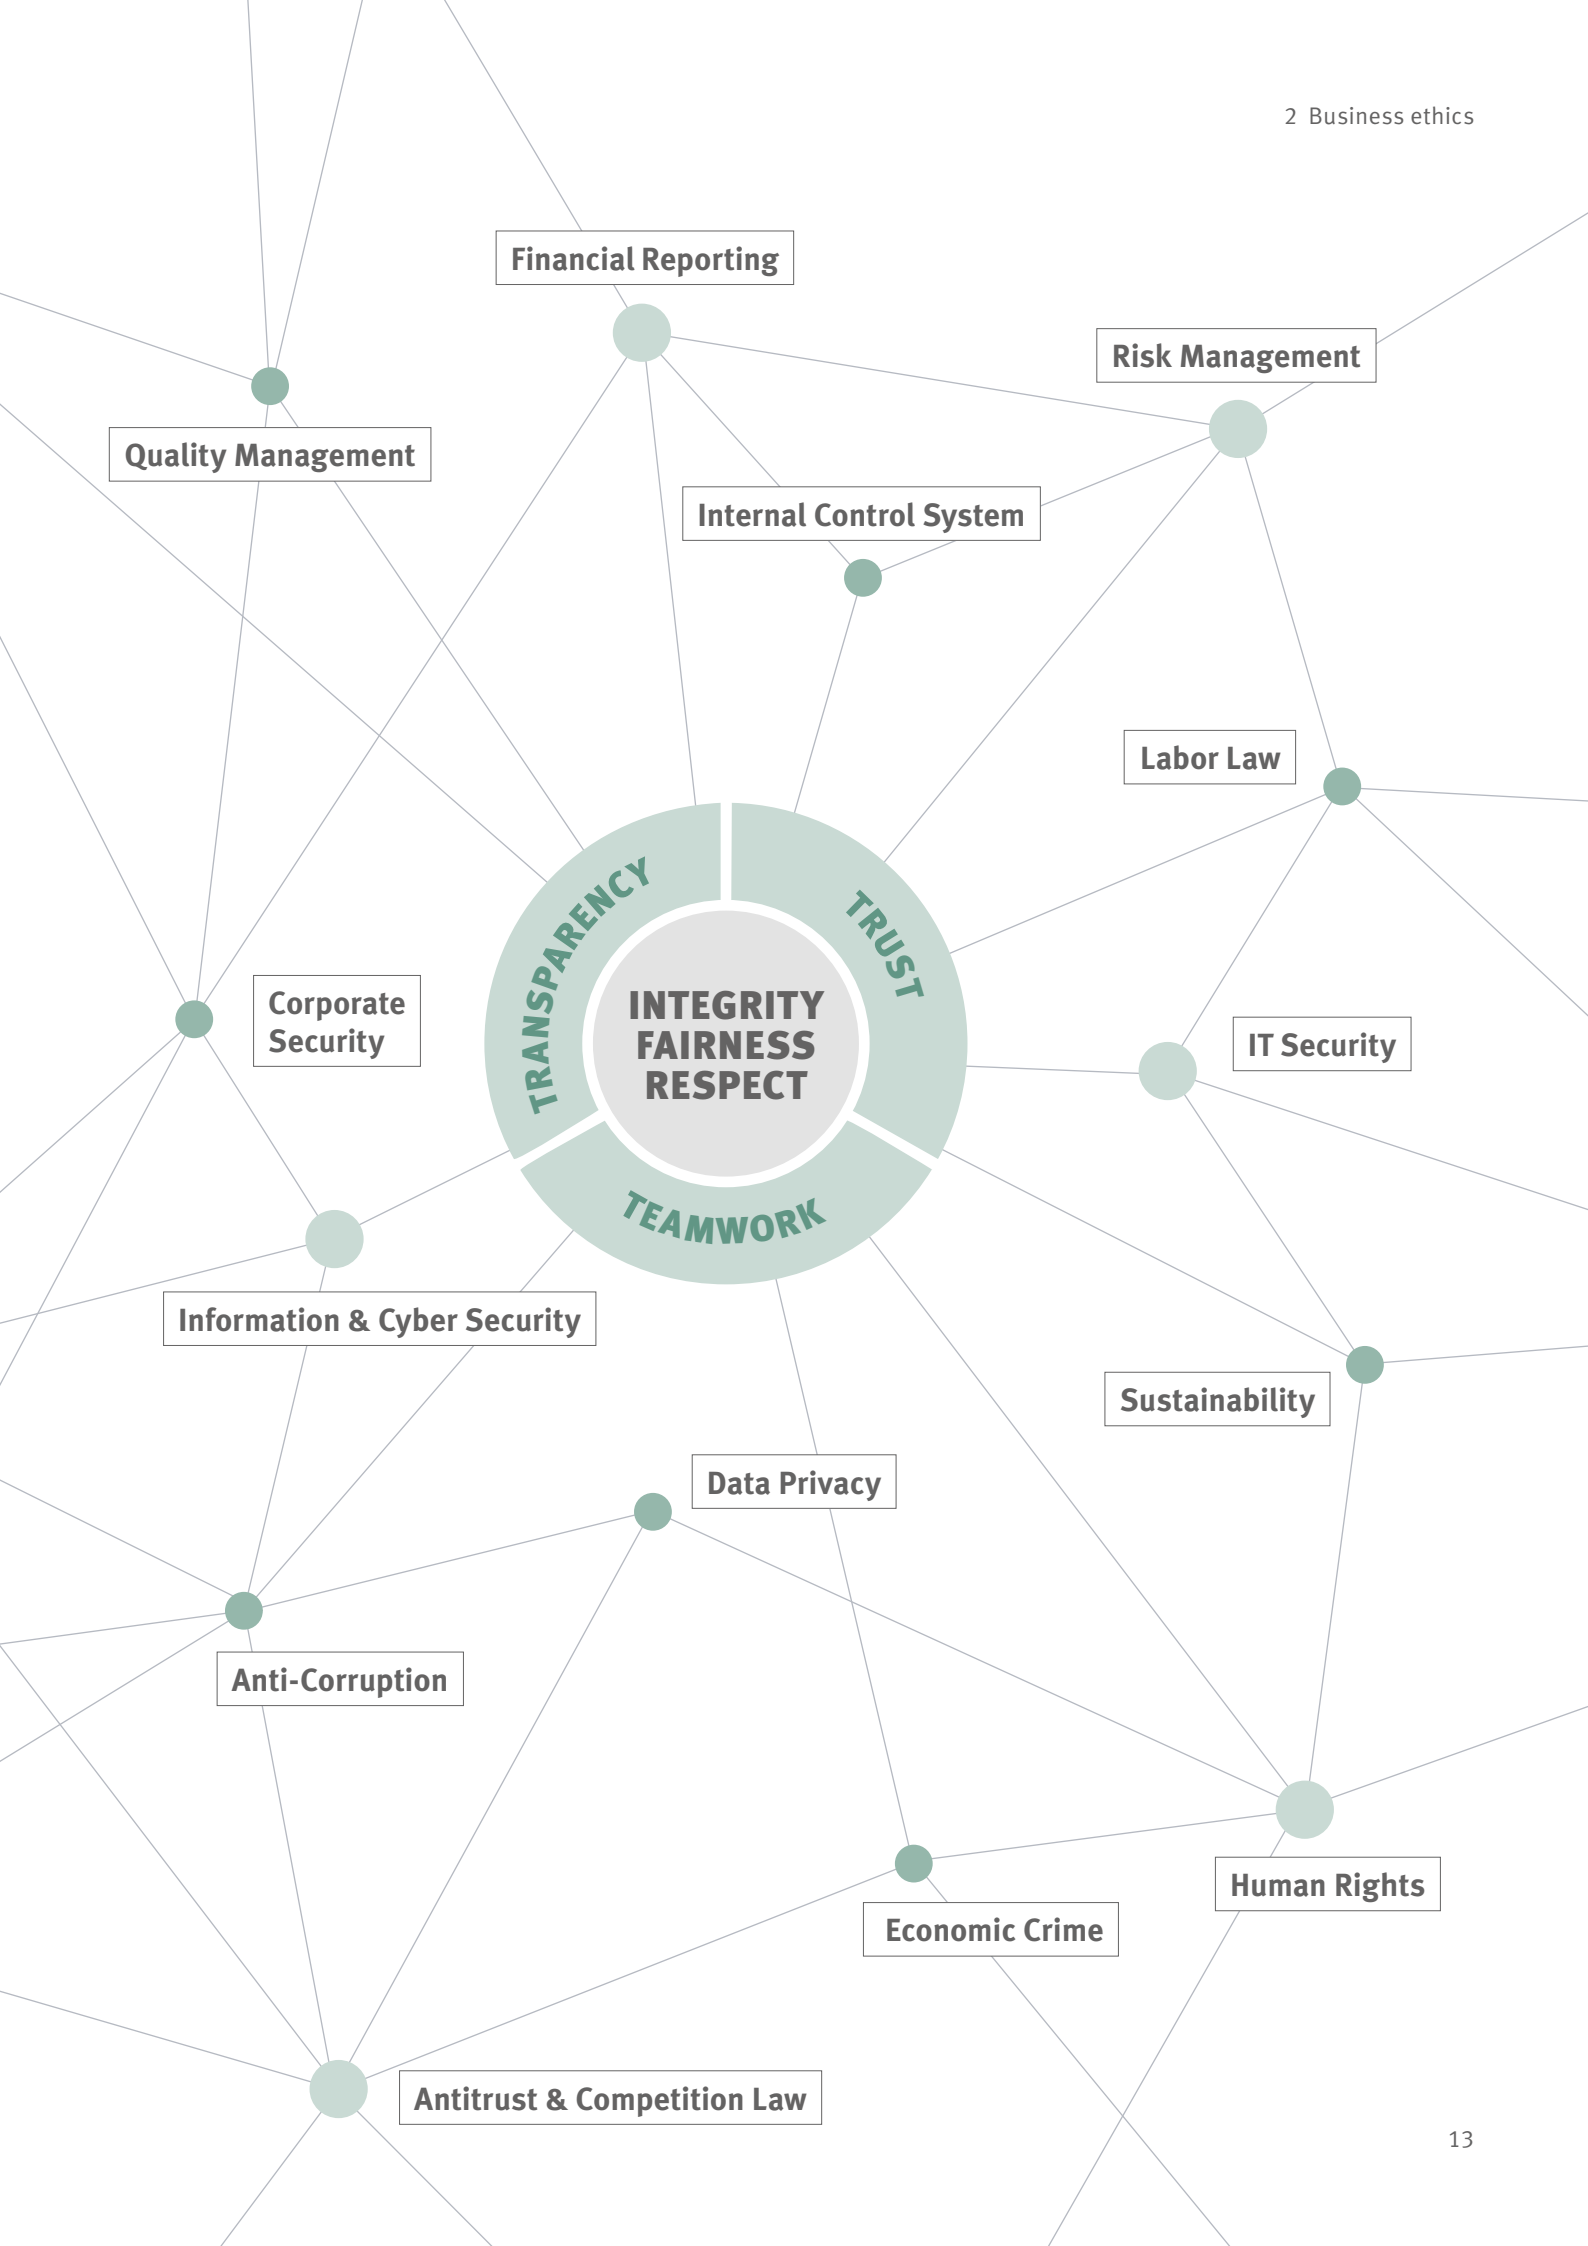 2 Business ethics
Financial Reporting
Risk Management
Quality Management
Internal Control System
Labor Law
TRANSPARENCY
TRUST
INTEGRITY
FAIRNESS
RESPECT
TEAMWORK
Corporate
Security
IT Security
Information & Cyber Security
Sustainability
Data Privacy
Anti-Corruption
Human Rights
Economic Crime
Antitrust & Competition Law
13